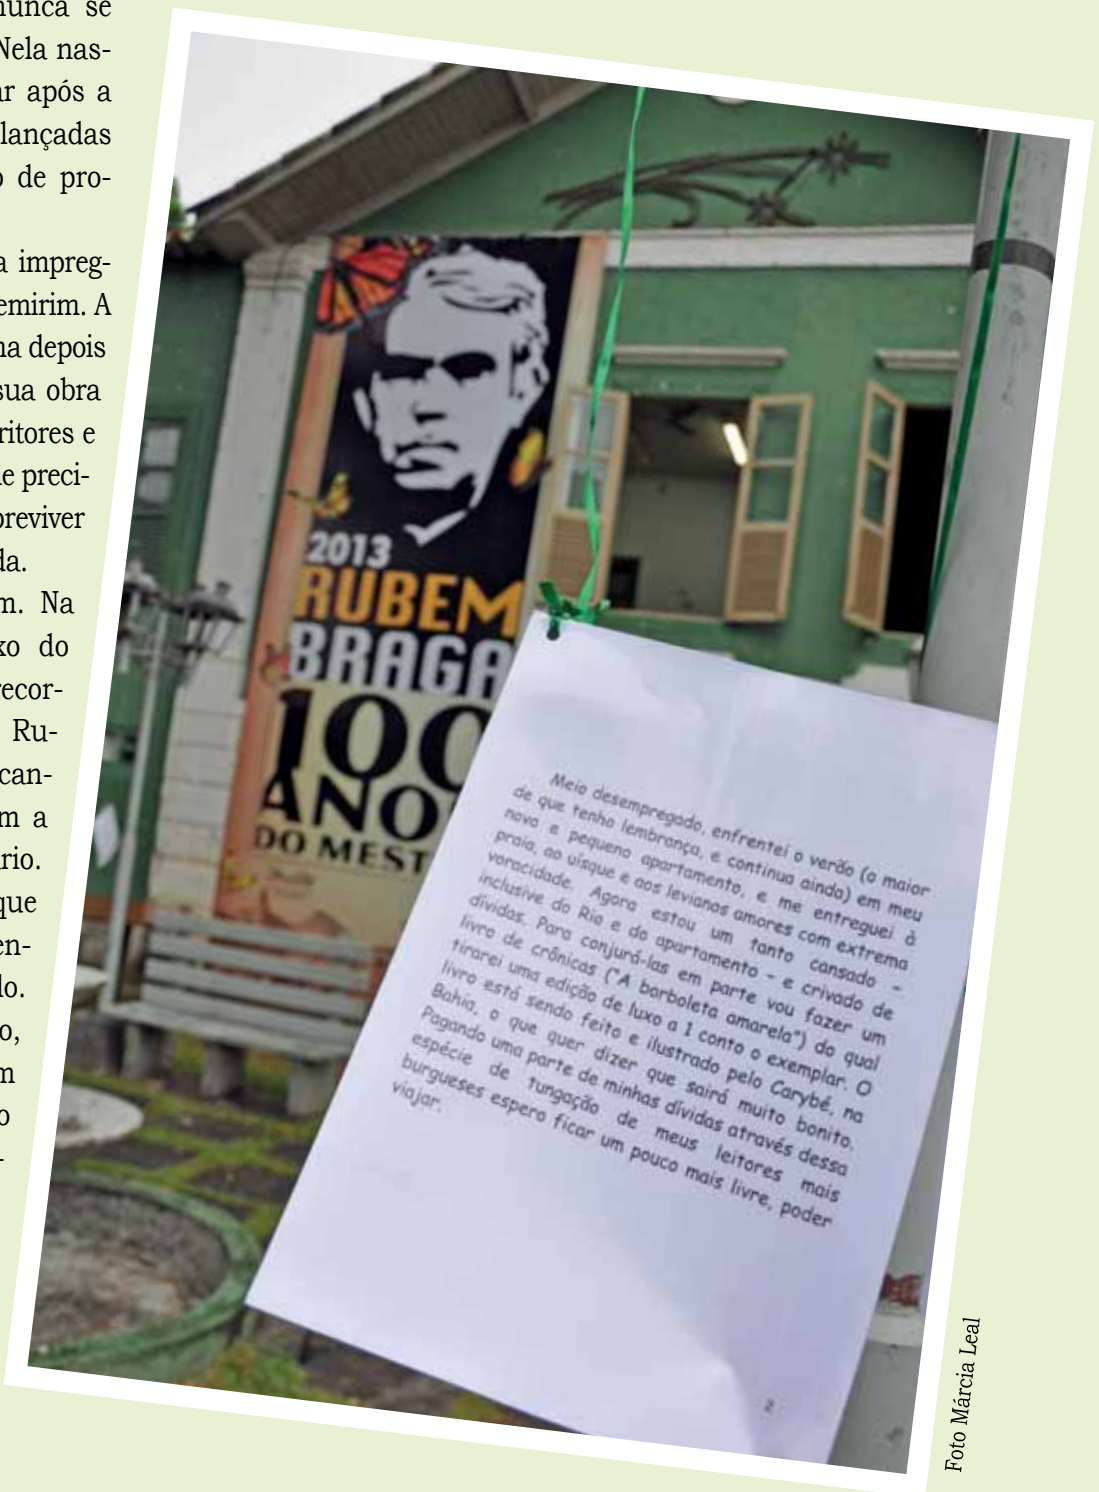 nunca se
Nela nas-
r após a
lançadas
o de pro-
a impreg-
emirim. A
na depois
sua obra
ritores e
e preci-
breviver
da.
m. Na
xo do
recor-
Ru-
can-
m a
rio.
que
en-
do.
o,
m
o
-
2013
RUBEM
BRAGA
100
ANO
DO MEST
Meio desempregado, enfrentei o verão (o maior
de que tenho lembrança, e continua ainda) em meu
novo e pequeno apartamento, e me entreguei à
praia, ao uísque e aos levianos amores com extrema
voracidade. Agora estou um tanto cansado –
inclusive do Rio e do apartamento – e crivado de
dívidas. Para conjurá-las em parte vou fazer um
livro de crônicas ("A borboleta amarela") do qual
tirarei uma edição de luxo a 1 conto o exemplar. O
livro está sendo feito e ilustrado pelo Carybé, na
Bahia, o que quer dizer que sairá muito bonito.
Pagando uma parte de minhas dívidas através dessa
espécie de tungação de meus leitores mais
burgueses espero ficar um pouco mais livre, poder
viajar.
2
Foto Márcia Leal